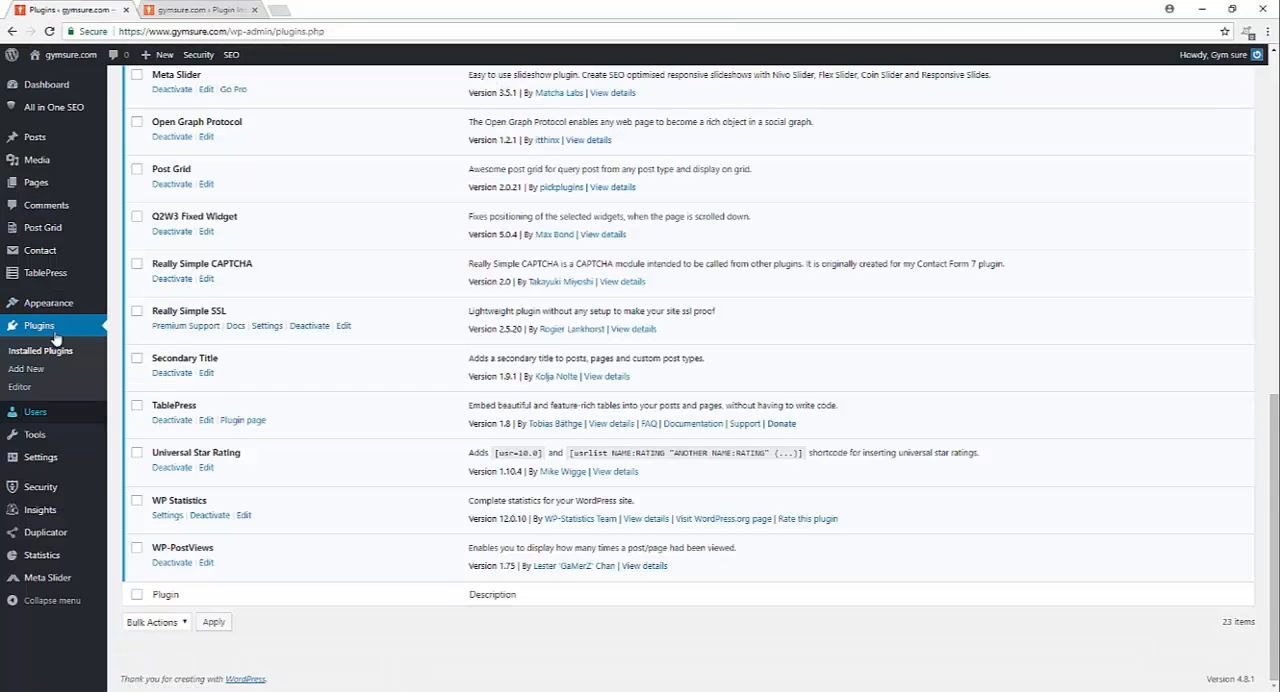 Plugins ‹ gymsure.com —
gymsure.com ‹ Plugin In
Secure
https://www.gymsure.com/wp-admin/plugins.php
gymsure.com
0
New
Security
SEO
Howdy, Gym sure
Dashboard
All in One SEO
Posts
Media
Pages
Comments
Post Grid
Contact
TablePress
Appearance
Plugins
Installed Plugins
Add New
Editor
Users
Tools
Settings
Security
Insights
Duplicator
Statistics
Meta Slider
Collapse menu
Meta Slider
Easy to use slideshow plugin. Create SEO optimised responsive slideshows with Nivo Slider, Flex Slider, Coin Slider and Responsive Slides.
Deactivate | Edit | Go Pro
Version 3.5.1 | By Matcha Labs | View details
Open Graph Protocol
The Open Graph Protocol enables any web page to become a rich object in a social graph.
Deactivate | Edit
Version 1.2.1 | By itthinx | View details
Post Grid
Awesome post grid for query post from any post type and display on grid.
Deactivate | Edit
Version 2.0.21 | By pickplugins | View details
Q2W3 Fixed Widget
Fixes positioning of the selected widgets, when the page is scrolled down.
Deactivate | Edit
Version 5.0.4 | By Max Bond | View details
Really Simple CAPTCHA
Really Simple CAPTCHA is a CAPTCHA module intended to be called from other plugins. It is originally created for my Contact Form 7 plugin.
Deactivate | Edit
Version 2.0 | By Takayuki Miyoshi | View details
Really Simple SSL
Lightweight plugin without any setup to make your site ssl proof
Premium Support | Docs | Settings | Deactivate | Edit
Version 2.5.20 | By Rogier Lankhorst | View details
Secondary Title
Adds a secondary title to posts, pages and custom post types.
Deactivate | Edit
Version 1.9.1 | By Kolja Nolte | View details
TablePress
Embed beautiful and feature-rich tables into your posts and pages, without having to write code.
Deactivate | Edit | Plugin page
Version 1.8 | By Tobias Bäthge | View details | FAQ | Documentation | Support | Donate
Universal Star Rating
Adds [usr=10.0] and [usrlist NAME:RATING "ANOTHER NAME:RATING" (...)] shortcode for inserting universal star ratings.
Deactivate | Edit
Version 1.10.4 | By Mike Wigge | View details
WP Statistics
Complete statistics for your WordPress site.
Settings | Deactivate | Edit
Version 12.0.10 | By WP-Statistics Team | View details | Visit WordPress.org page | Rate this plugin
WP-PostViews
Enables you to display how many times a post/page had been viewed.
Deactivate | Edit
Version 1.75 | By Lester 'GaMerZ' Chan | View details
Plugin
Description
Bulk Actions
Apply
23 items
Thank you for creating with WordPress.
Version 4.8.1